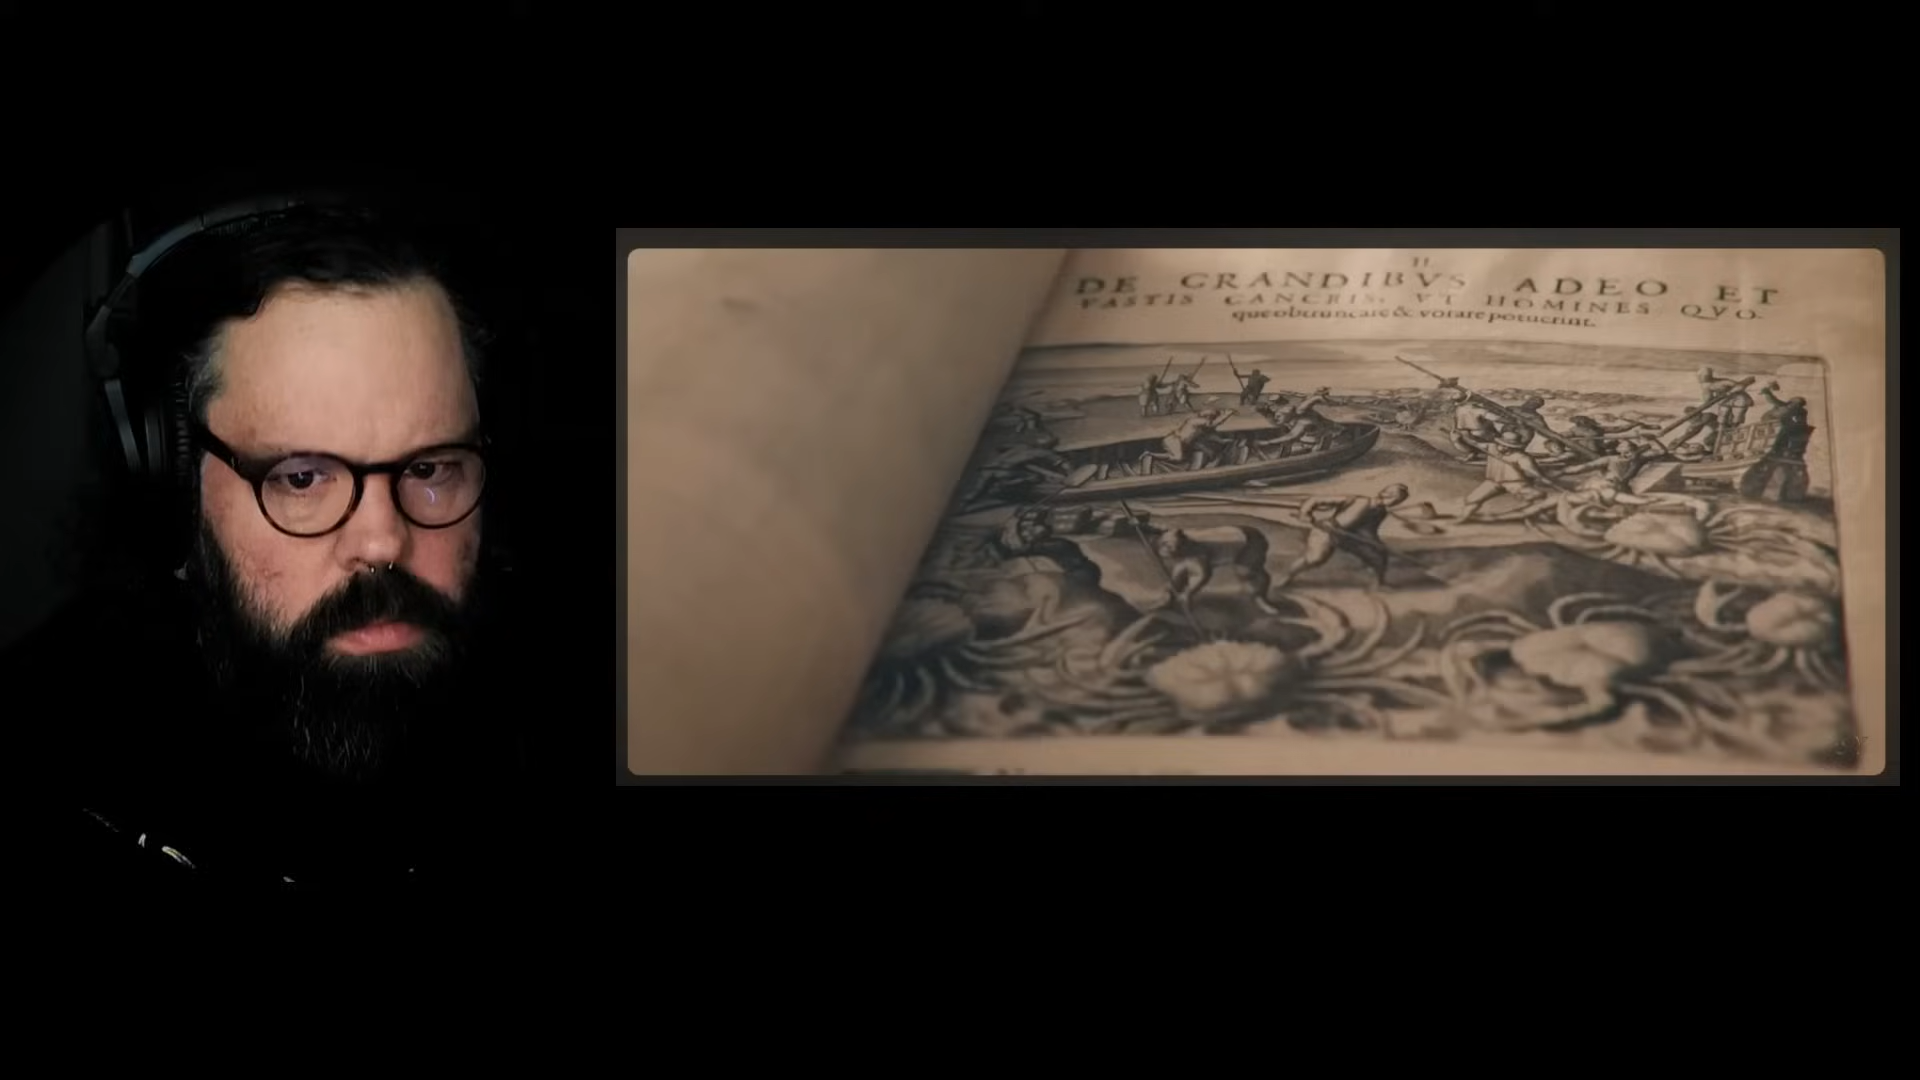 II.
DE GRANDIBVS ADEO ET
VASTIS CANCRIS, VT HOMINES QVO-
que obtruncare & vorare potuerint.